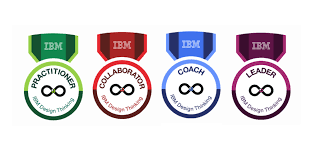 IBM
PRACTITIONER
IBM Design Thinking
IBM
COLLABORATOR
IBM Design Thinking
IBM
COACH
IBM Design Thinking
IBM
LEADER
IBM Design Thinking